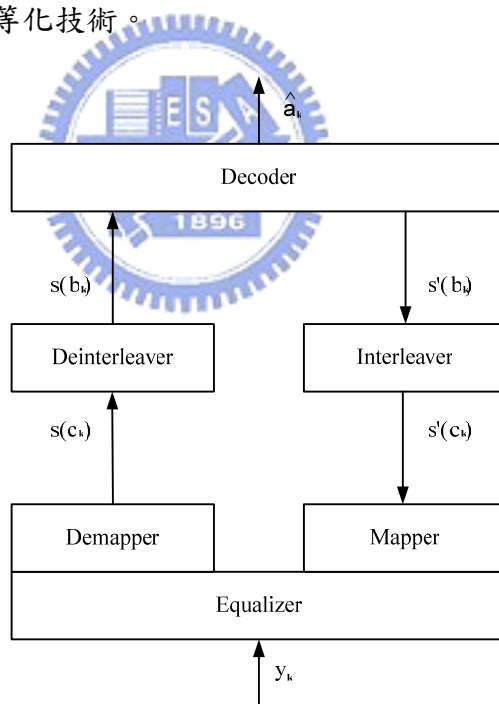 等化技術。
E S A
â_k
Decoder
1896
s(b_k) s'(b_k)
Deinterleaver Interleaver
s(c_k) s'(c_k)
Demapper Mapper
Equalizer
y_k